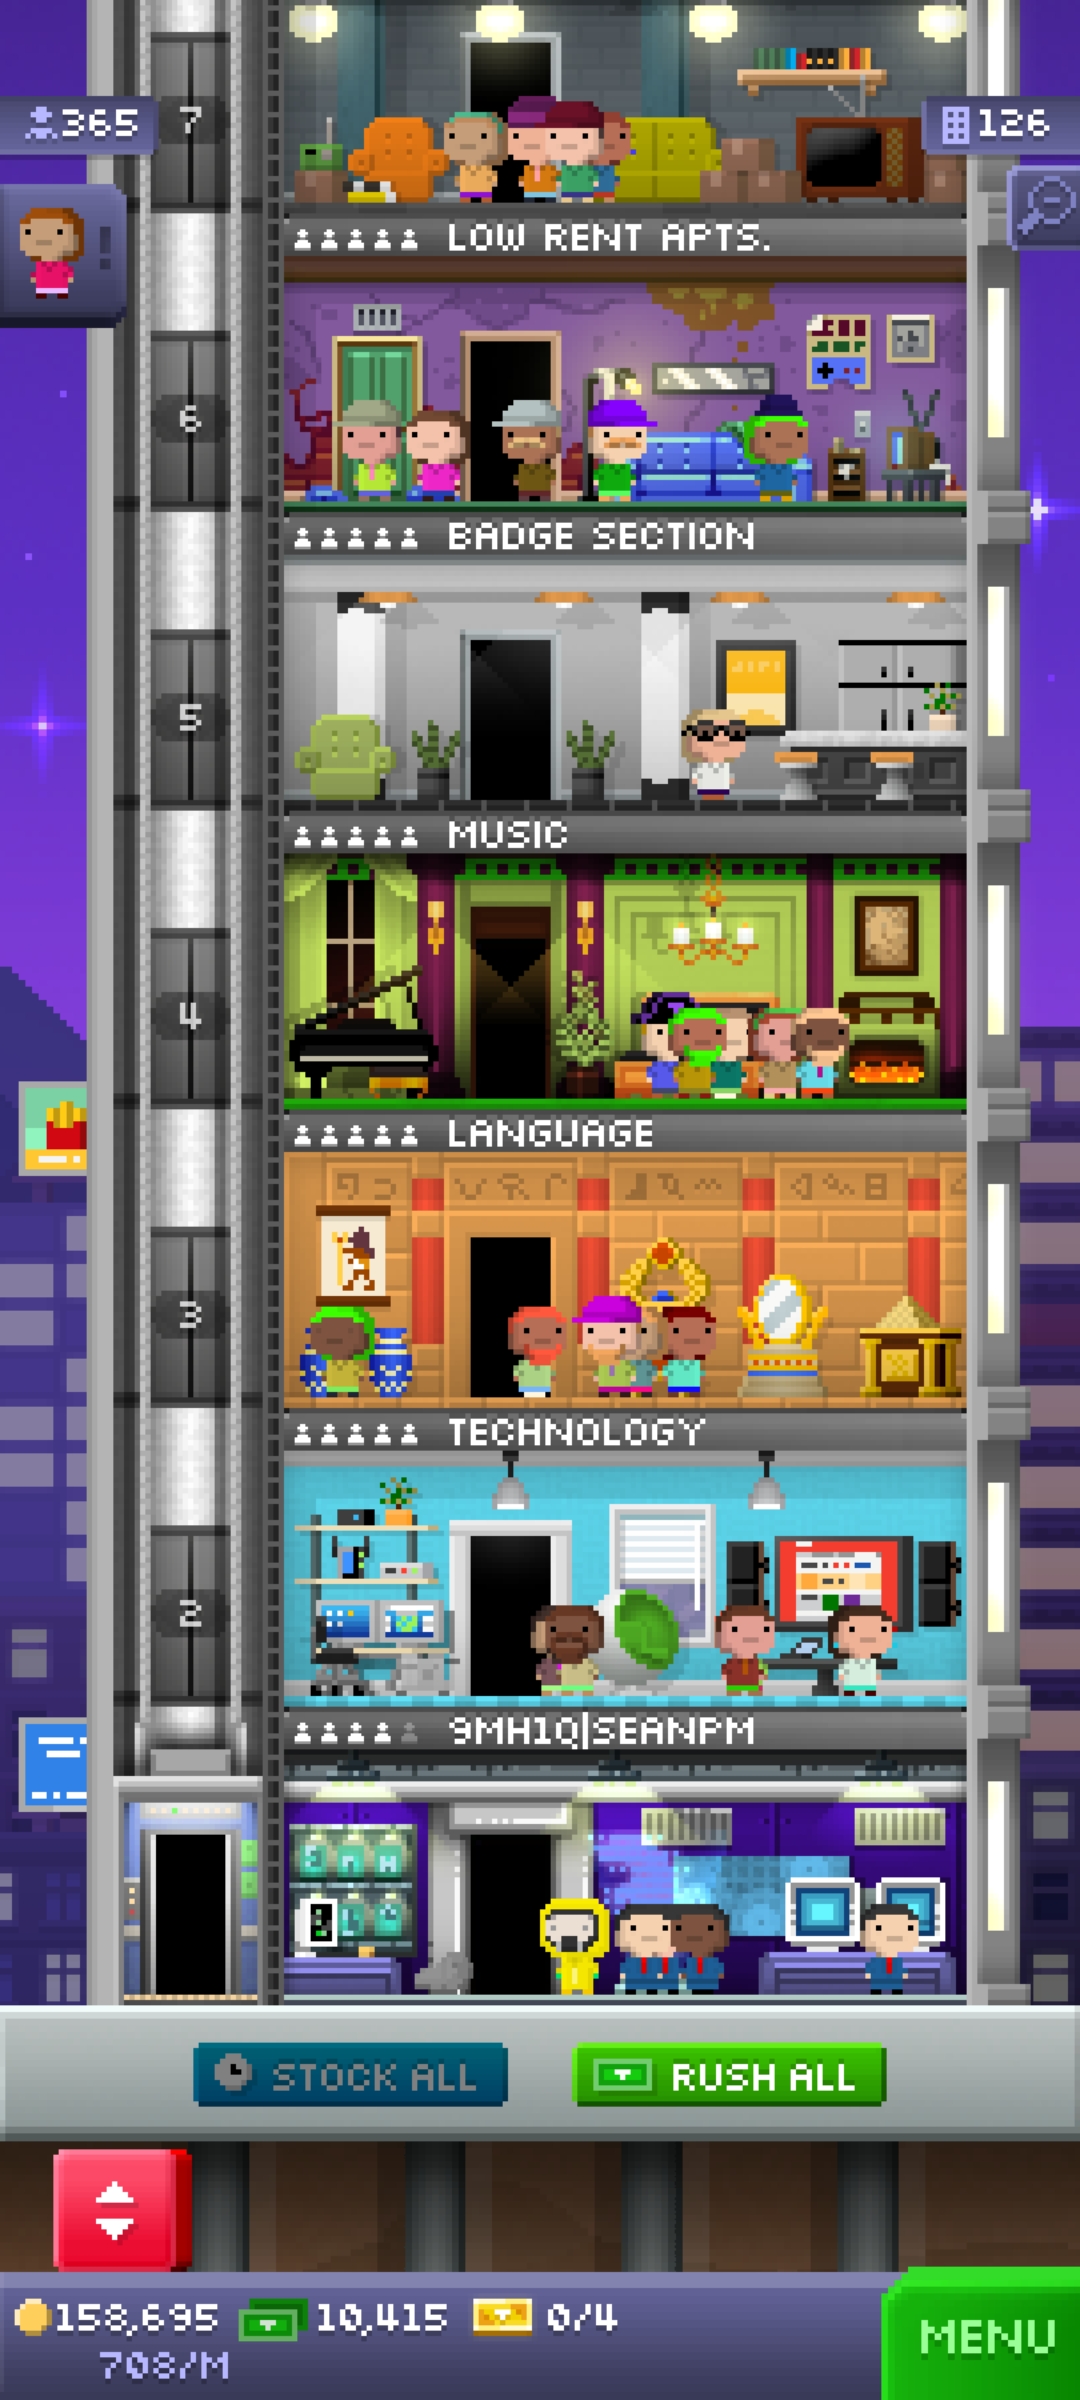 7
365
126
!
LOW RENT APTS.
6
BADGE SECTION
5
MUSIC
4
LANGUAGE
3
TECHNOLOGY
2
9MH1Q|SEANPM
STOCK ALL
RUSH ALL
158,695
10,415
0/4
708/M
MENU